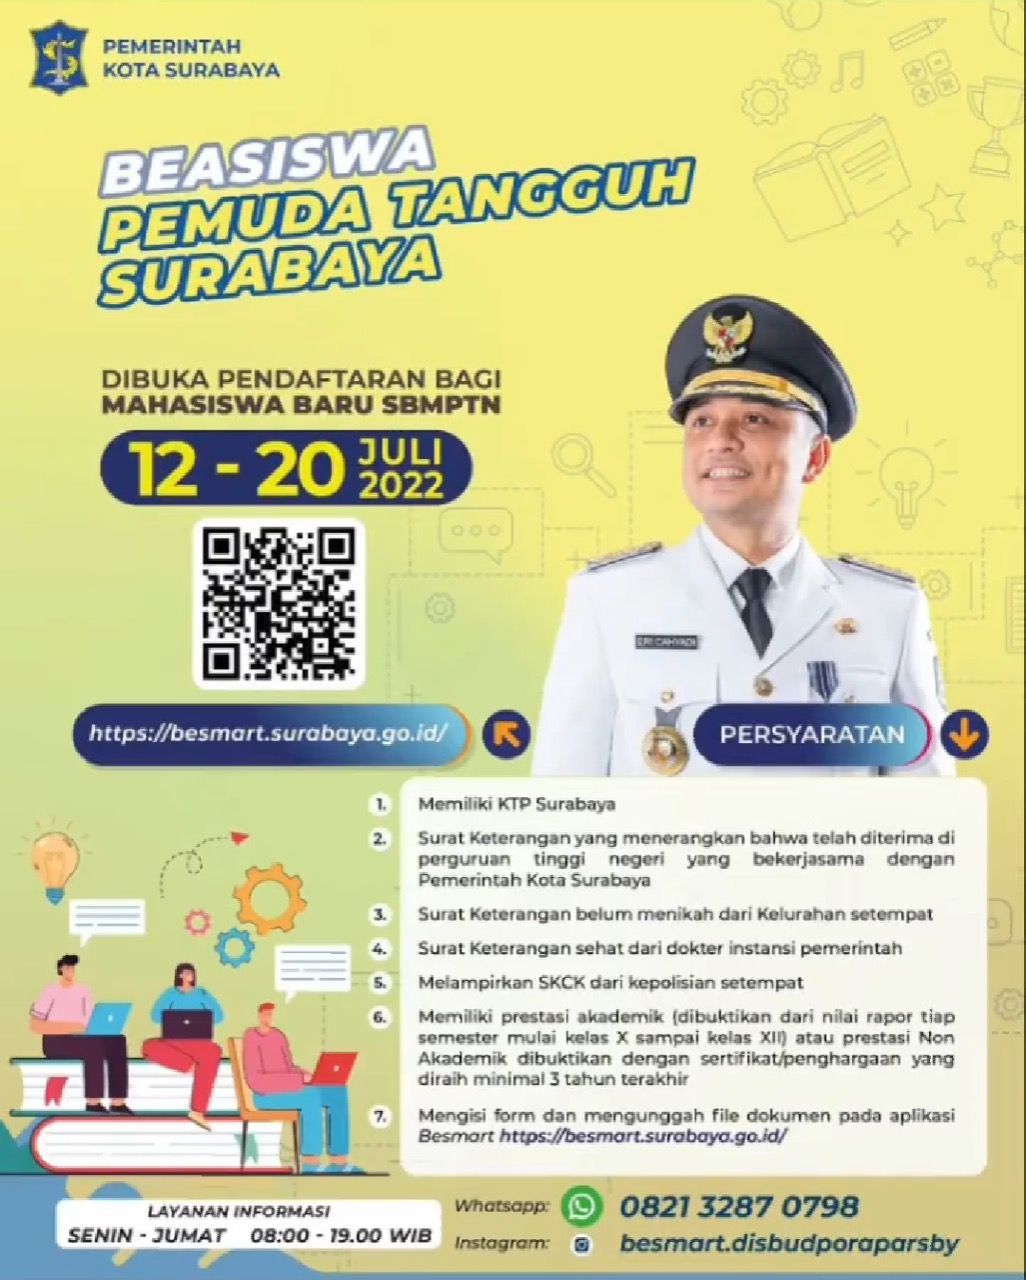 PEMERINTAH
KOTA SURABAYA
BEASISWA
PEMUDA TANGGUH
SURABAYA
DIBUKA PENDAFTARAN BAGI
MAHASISWA BARU SBMPTN
12 - 20 JULI
2022
ERI CAHYADI
https://besmart.surabaya.go.id/
PERSYARATAN
1. Memiliki KTP Surabaya
2. Surat Keterangan yang menerangkan bahwa telah diterima di
perguruan tinggi negeri yang bekerjasama dengan
Pemerintah Kota Surabaya
3. Surat Keterangan belum menikah dari Kelurahan setempat
4. Surat Keterangan sehat dari dokter instansi pemerintah
5. Melampirkan SKCK dari kepolisian setempat
6. Memiliki prestasi akademik (dibuktikan dari nilai rapor tiap
semester mulai kelas X sampai kelas XII) atau prestasi Non
Akademik dibuktikan dengan sertifikat/penghargaan yang
diraih minimal 3 tahun terakhir
7. Mengisi form dan mengunggah file dokumen pada aplikasi
Besmart https://besmart.surabaya.go.id/
LAYANAN INFORMASI
SENIN - JUMAT 08:00 - 19.00 WIB
Whatsapp: 0821 3287 0798
Instagram: besmart.disbudporaparsby